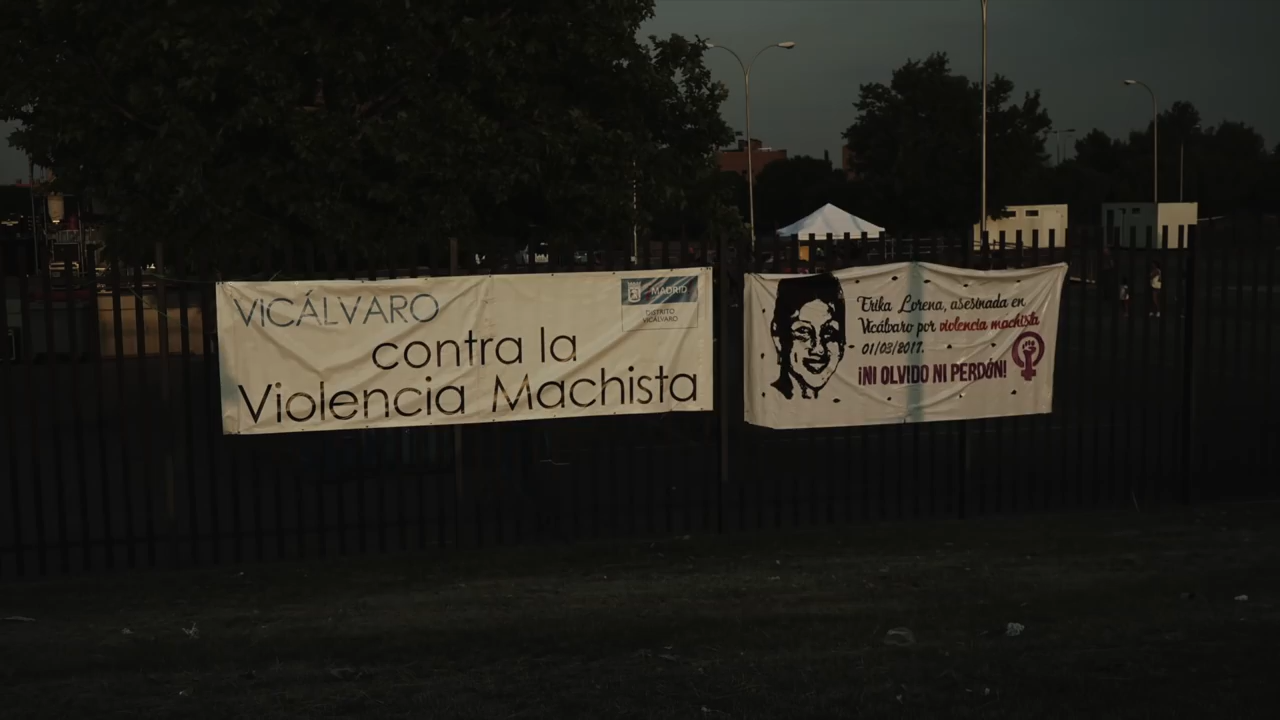 VICÁLVARO
contra la
Violencia Machista
MADRID
DISTRITO
VICÁLVARO
Erika Lorena, asesinada en
Vicálvaro por violencia machista
01/03/2017.
¡NI OLVIDO NI PERDÓN!